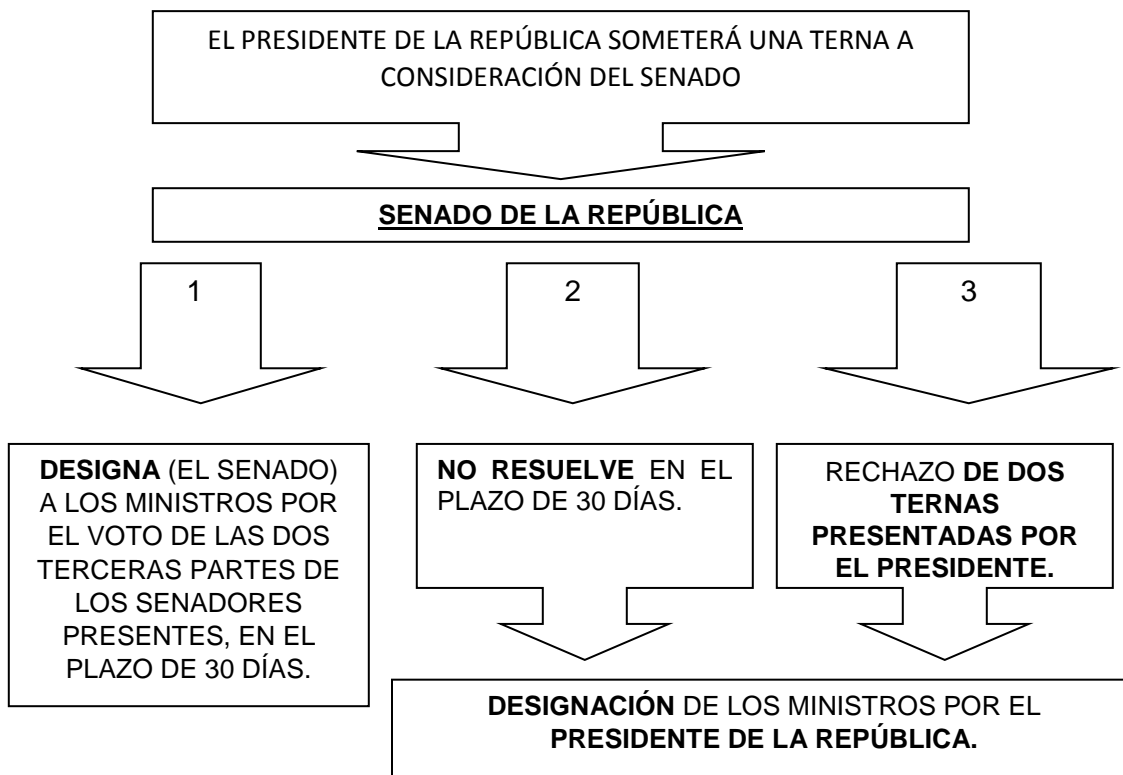 EL PRESIDENTE DE LA REPÚBLICA SOMETERÁ UNA TERNA A
CONSIDERACIÓN DEL SENADO
SENADO DE LA REPÚBLICA
1
2
3
DESIGNA (EL SENADO)
A LOS MINISTROS POR
EL VOTO DE LAS DOS
TERCERAS PARTES DE
LOS SENADORES
PRESENTES, EN EL
PLAZO DE 30 DÍAS.
NO RESUELVE EN EL
PLAZO DE 30 DÍAS.
RECHAZO DE DOS
TERNAS
PRESENTADAS POR
EL PRESIDENTE.
DESIGNACIÓN DE LOS MINISTROS POR EL
PRESIDENTE DE LA REPÚBLICA.